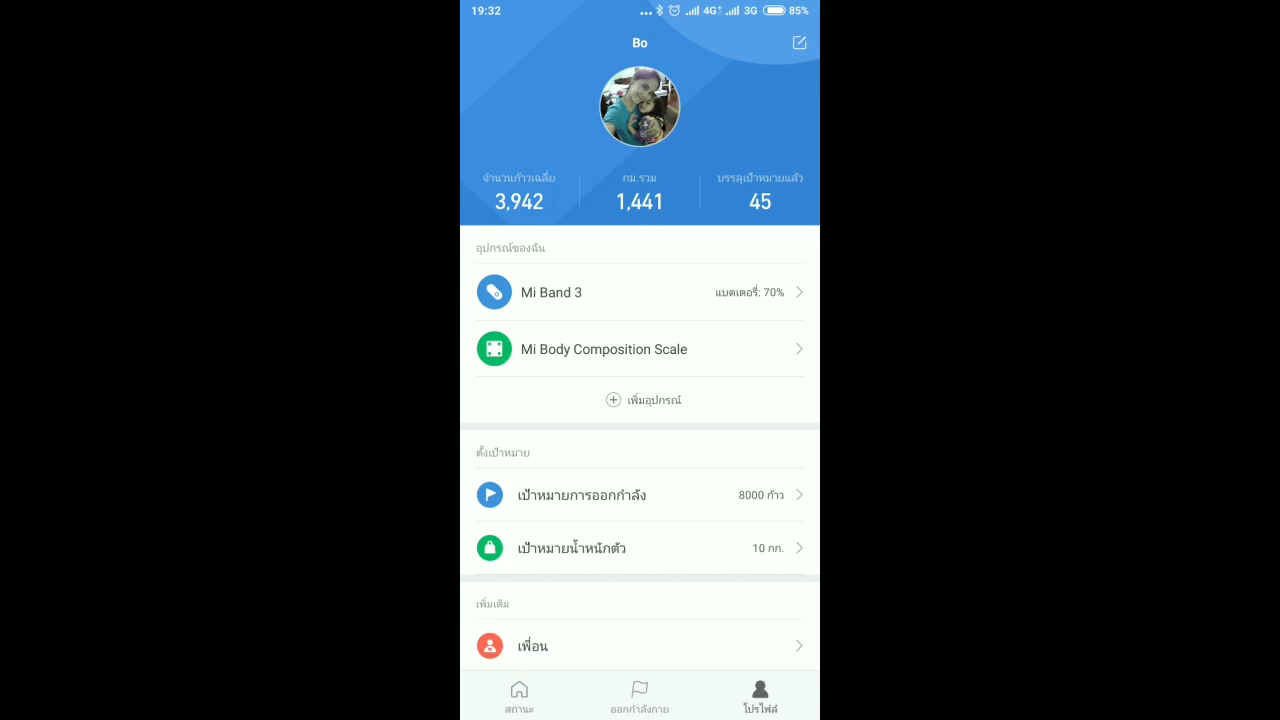 19:32
4G+ 3G 85%
Bo
จำนวนก้าวเฉลี่ย กม.รวม บรรลุเป้าหมายแล้ว
3,942 1,441 45
อุปกรณ์ของฉัน
Mi Band 3 แบตเตอรี่: 70%
Mi Body Composition Scale
เพิ่มอุปกรณ์
ตั้งเป้าหมาย
เป้าหมายการออกกำลัง 8000 ก้าว
เป้าหมายน้ำหนักตัว 10 กก.
เพิ่มเติม
เพื่อน
สถานะ ออกกำลังกาย โปรไฟล์